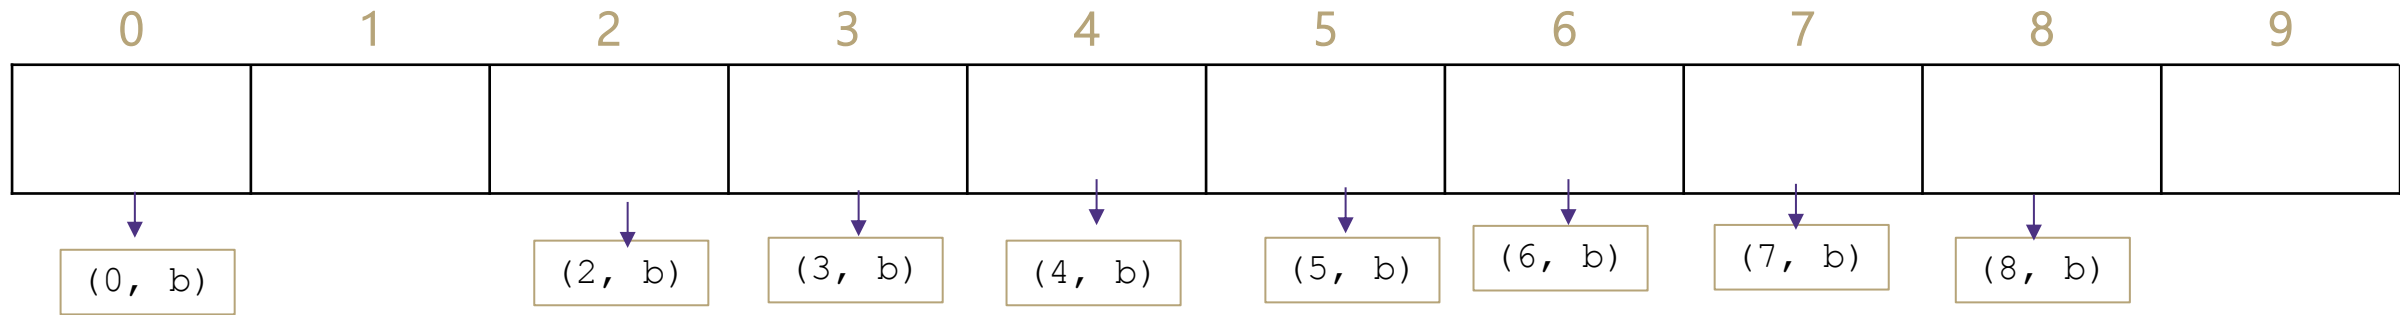 0 1 2 3 4 5 6 7 8 9
(0, b) (2, b) (3, b) (4, b) (5, b) (6, b) (7, b) (8, b)